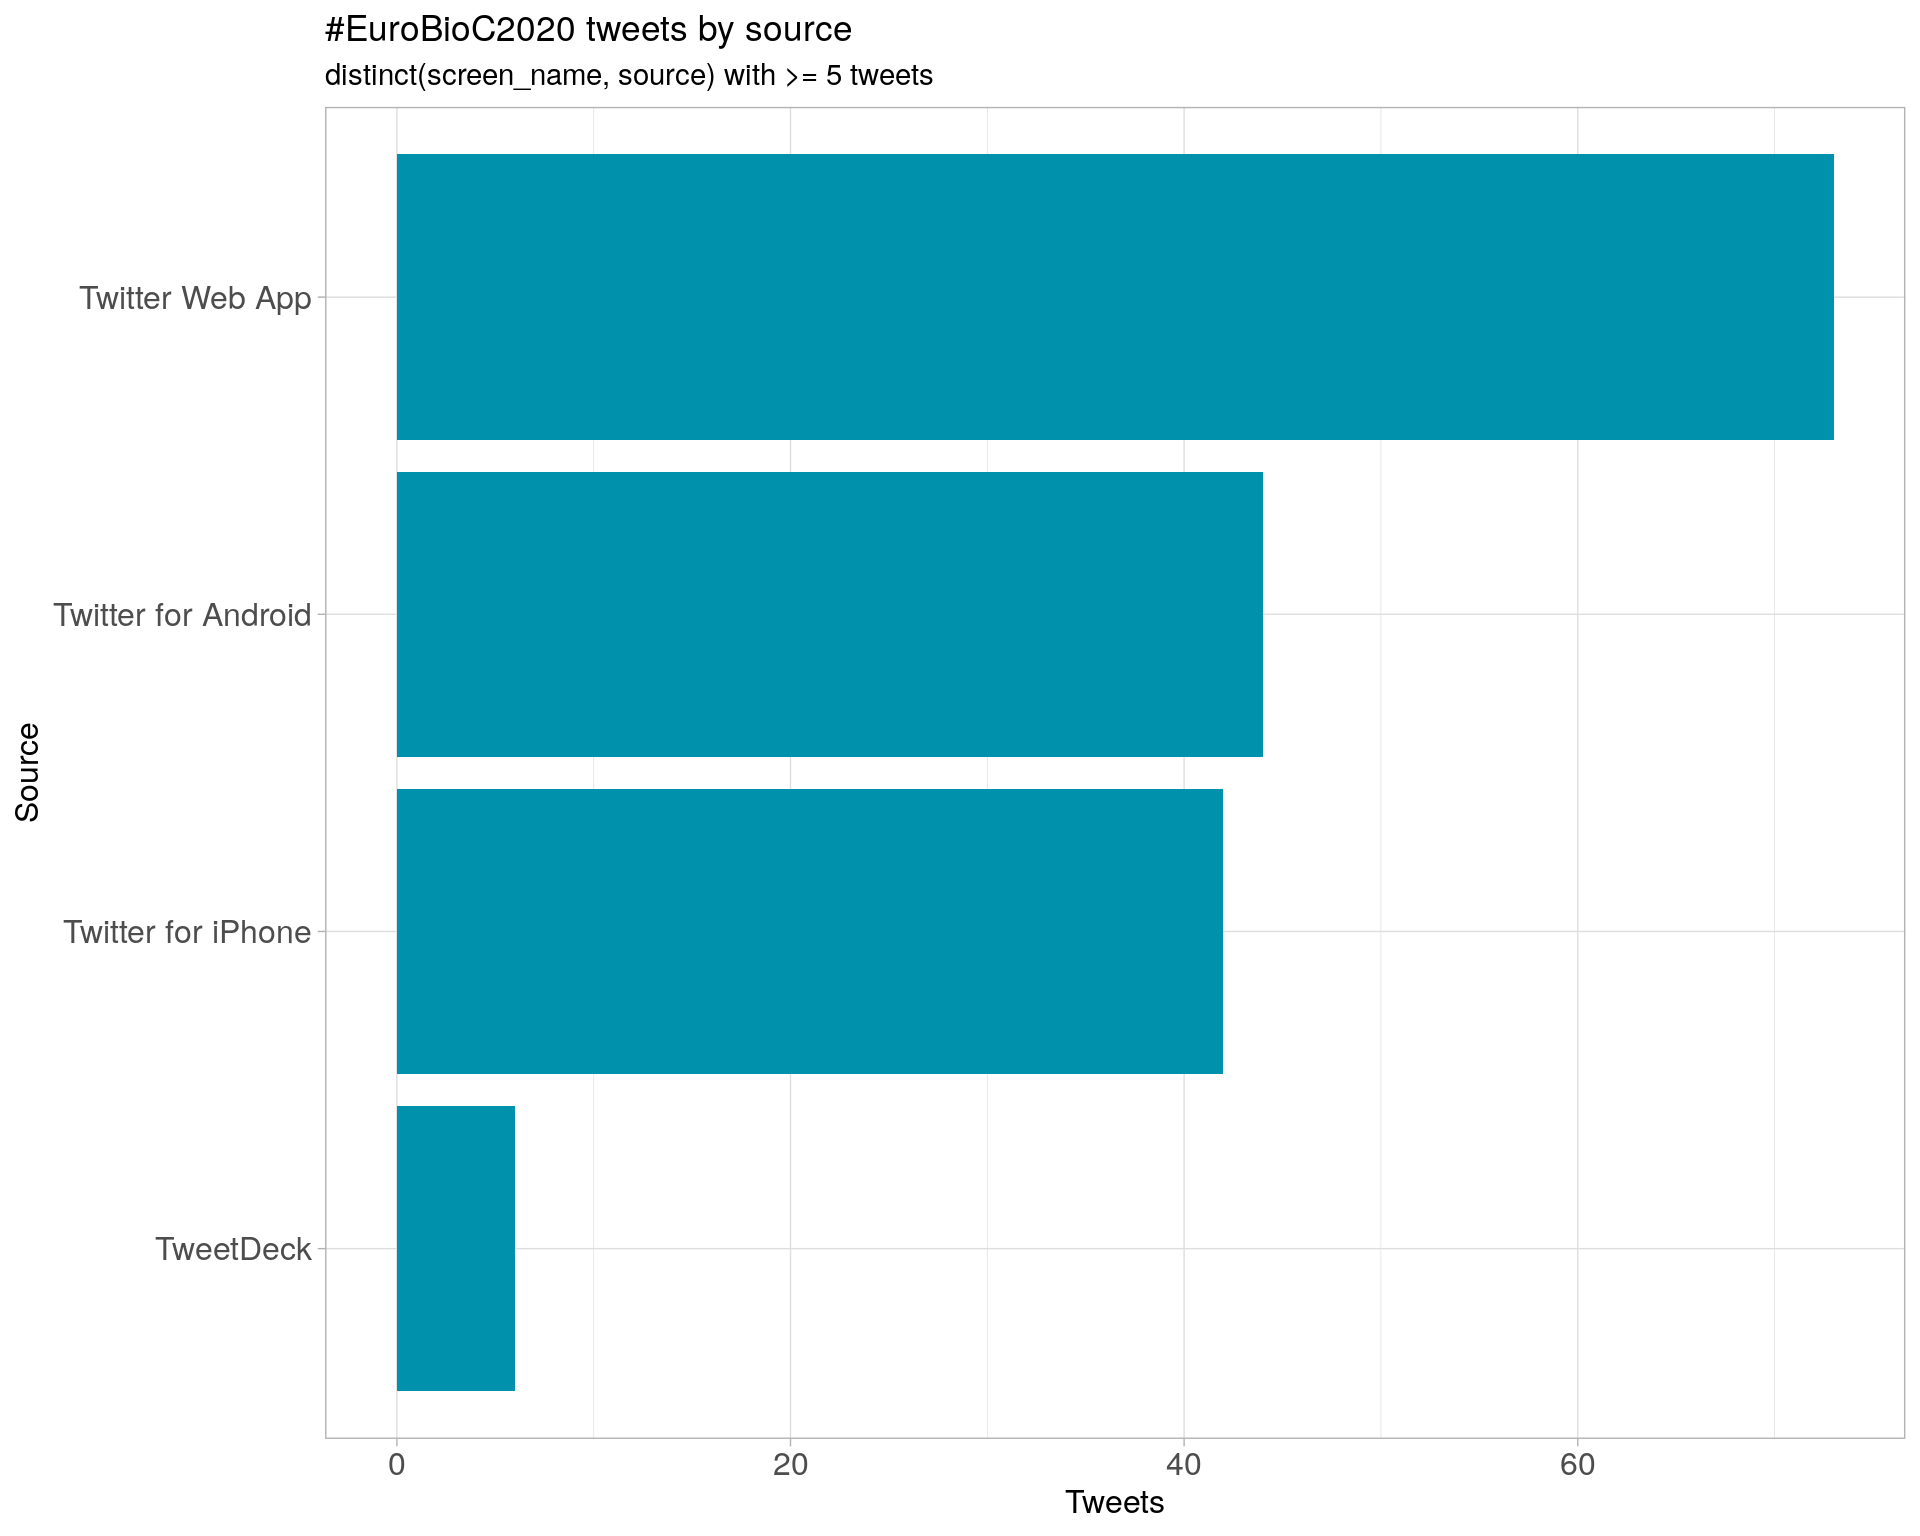 #EuroBioC2020 tweets by source
distinct(screen_name, source) with >= 5 tweets
Source
Twitter Web App
Twitter for Android
Twitter for iPhone
TweetDeck
0 20 40 60
Tweets